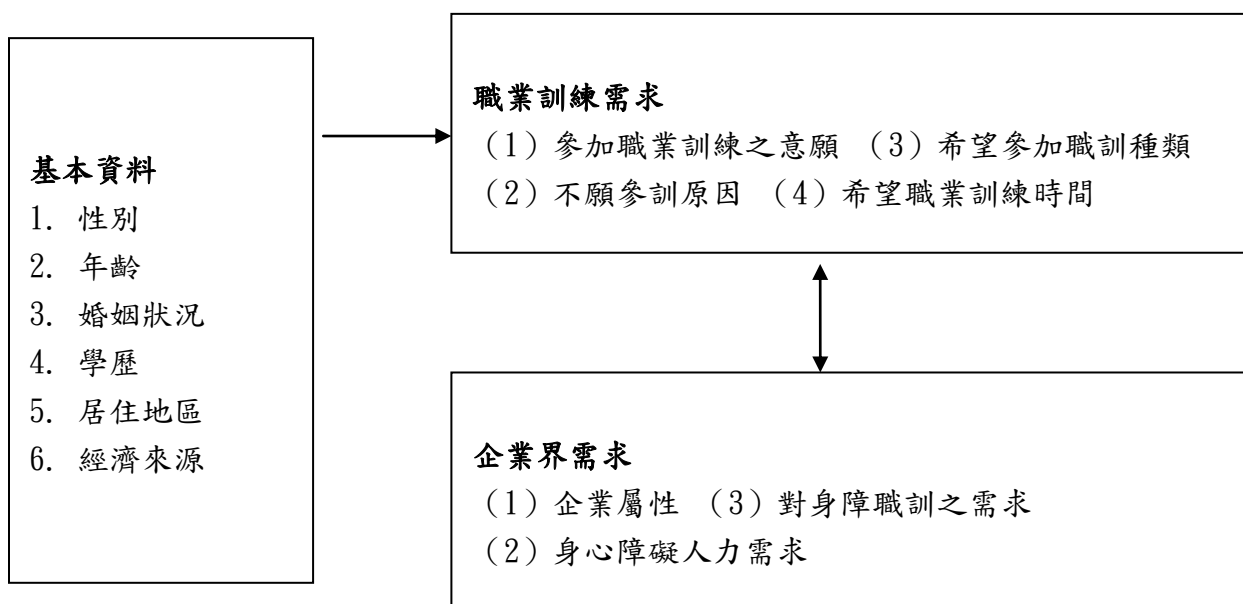 基本資料
1. 性別
2. 年齡
3. 婚姻狀況
4. 學歷
5. 居住地區
6. 經濟來源
職業訓練需求
（1）參加職業訓練之意願 （3）希望參加職訓種類
（2）不願參訓原因 （4）希望職業訓練時間
企業界需求
（1）企業屬性 （3）對身障職訓之需求
（2）身心障礙人力需求